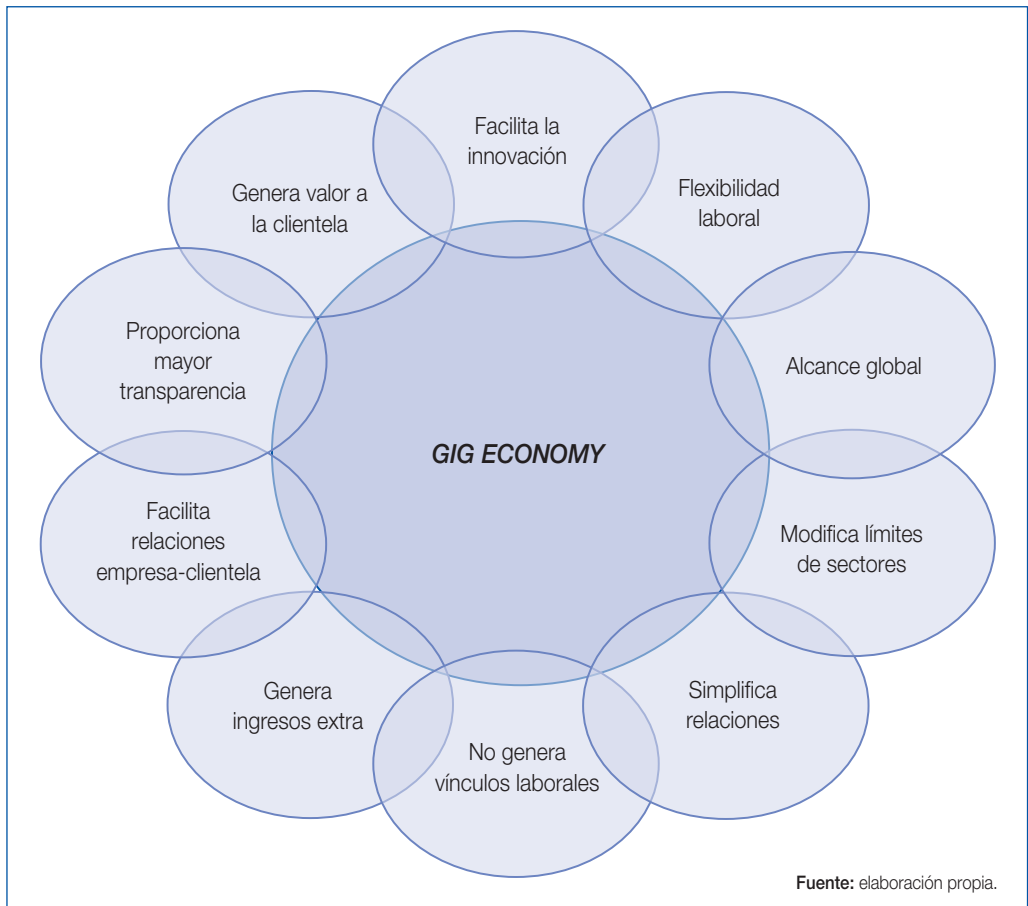 Facilita la
innovación
Flexibilidad
laboral
Alcance global
Modifica límites
de sectores
Simplifica
relaciones
No genera
vínculos laborales
Genera
ingresos extra
Facilita
relaciones
empresa-clientela
Proporciona
mayor
transparencia
Genera valor a
la clientela
GIG ECONOMY
Fuente: elaboración propia.